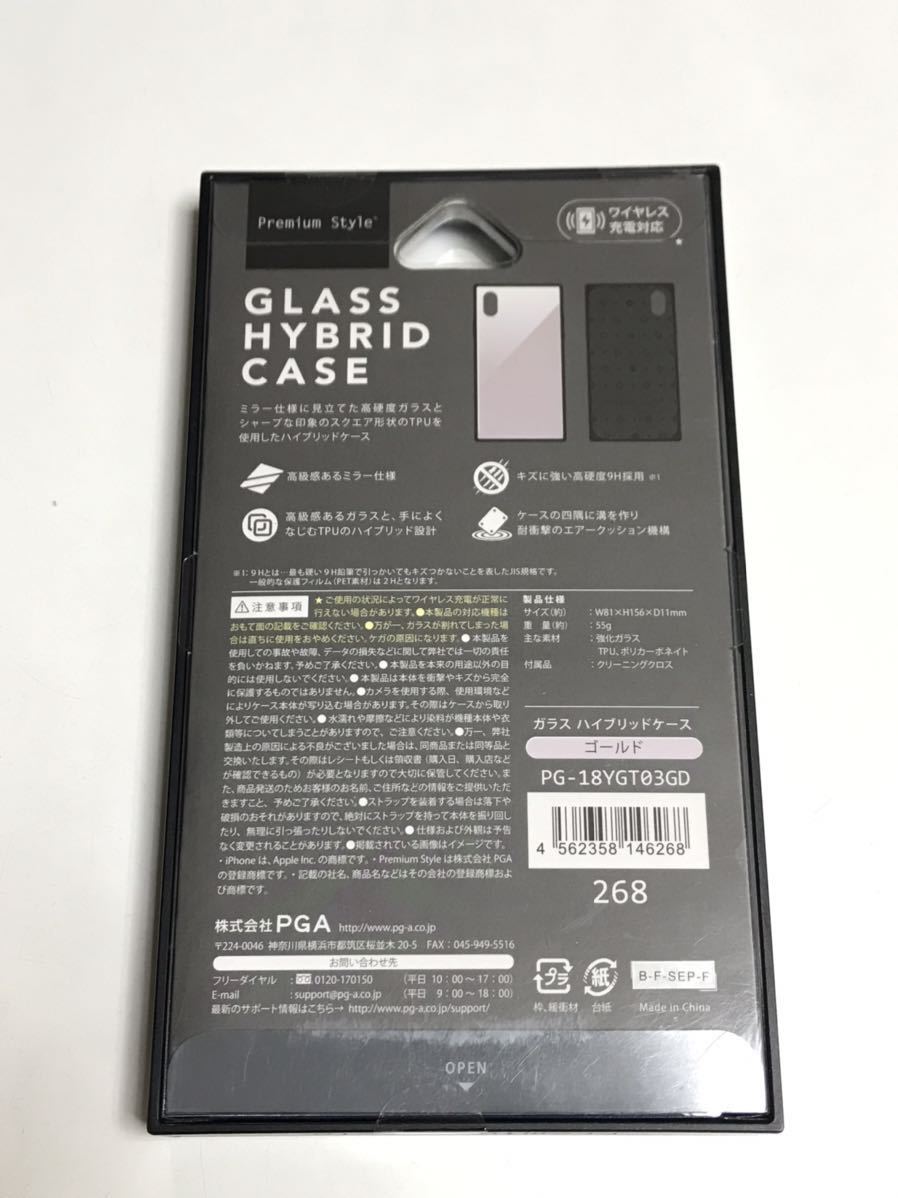 Premium Style
ワイヤレス
充電対応
★
GLASS
HYBRID
CASE
ミラー仕様に見立てた高硬度ガラスと
シャープな印象のスクエア形状のTPUを
使用したハイブリッドケース
高級感あるミラー仕様
キズに強い高硬度9H採用 ※1
高級感あるガラスと、手によく
なじむTPUのハイブリッド設計
ケースの四隅に溝を作り
耐衝撃のエアークッション機構
※1：9Hとは…最も硬い9H鉛筆で引っかいてもキズつかないことを表したJIS規格です。
一般的な保護フィルム(PET素材)は2Hとなります。
注意事項
★ご使用の状況によってワイヤレス充電が正常に
行えない場合があります。●本製品の対応機種は
おもて面の記載をご確認ください。●万が一、ガラスが割れてしまった場
合は直ちに使用をおやめください。ケガの原因になります。●本製品を
使用しての事故や故障、データの損失などに関して弊社では一切の責任
を負いかねます。予めご了承ください。●本製品を本来の用途以外の目
的には使用しないでください。●本製品は本体を衝撃やキズから完全
に保護するものではありません。●カメラを使用する際、使用環境など
によりケース本体が写り込む場合があります。その際はケースから取り
外してご使用ください。●水濡れや摩擦などにより染料が機種本体や衣
類等についてしまうことがありますので、ご注意ください。●万一、弊社
製造上の原因による不良がございました場合は、同商品または同等品と
交換いたします。その際はレシートもしくは領収書（購入日、購入店など
が確認できるもの）が必要となりますので大切に保管してください。ま
た、商品発送のためお客様のお名前、ご住所などの情報をご提供いただ
きますこと、予めご了承ください。●ストラップを装着する場合は落下や
破損のおそれがありますので、絶対にストラップを持って本体を振り回し
たり、無理に引っ張ったりしないでください。●仕様および外観は予告
なく変更されることがあります。●掲載されている画像はイメージです。
・iPhoneは、Apple Inc.の商標です。・Premium Styleは株式会社 PGA
の登録商標です。・記載の社名、商品名などはその会社の登録商標およ
び商標です。
製品仕様
サイズ(約)： W81×H156×D11mm
重 量(約)： 55g
主な素材 ： 強化ガラス
TPU、ポリカーボネイト
付属品 ： クリーニングクロス
ガラス ハイブリッドケース
ゴールド
PG-18YGT03GD
4 562358 146268
268
株式会社PGA http://www.pg-a.co.jp
〒224-0046 神奈川県横浜市都筑区桜並木 20-5 FAX：045-949-5516
お問い合わせ先
フリーダイヤル ： 0120-170150 （平日 10：00～17：00）
E-mail ：support@pg-a.co.jp （平日 9：00～18：00）
最新のサポート情報はこちら→ http://www.pg-a.co.jp/support/
プラ
枠、緩衝材
紙
台紙
B-F-SEP-F
Made in China
OPEN